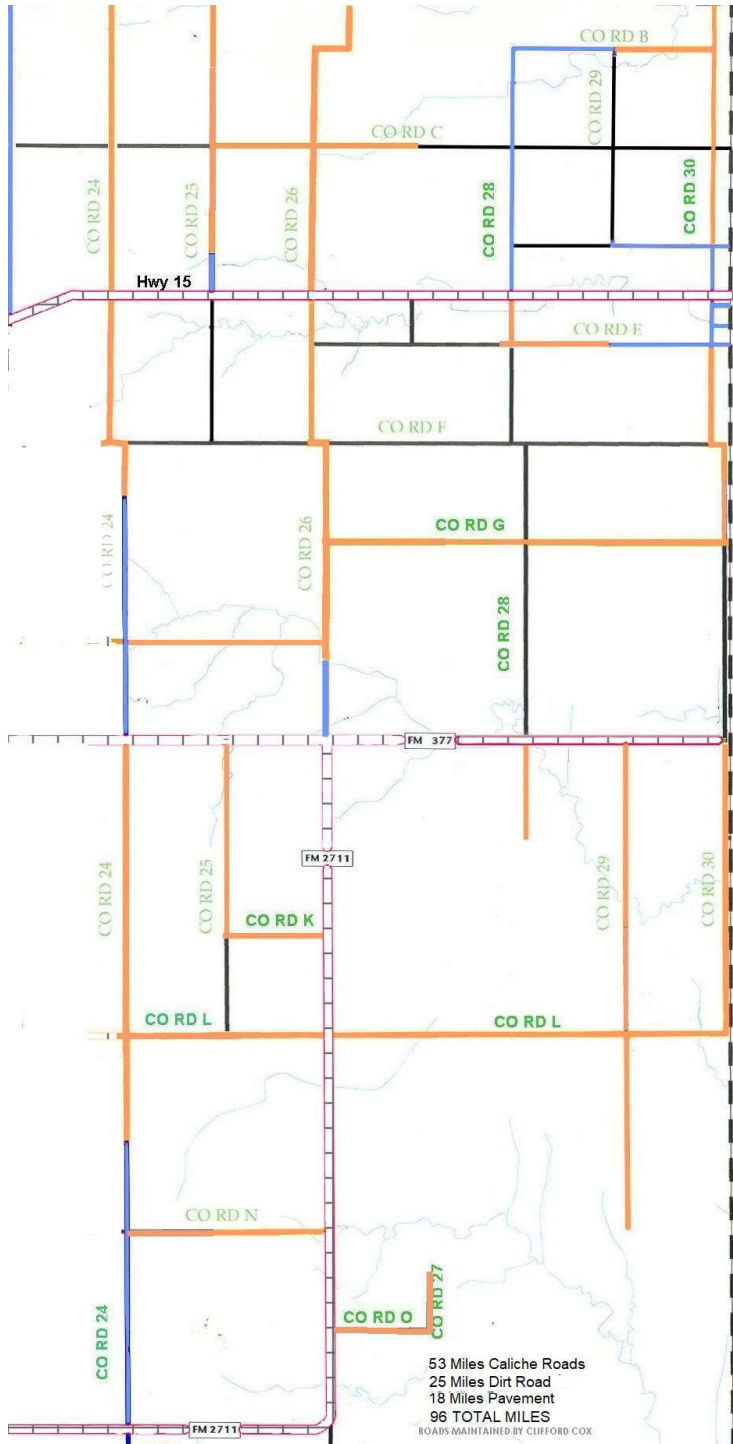 CO RD B
CO RD 29
CO RD C
CO RD 24
CO RD 25
CO RD 26
CO RD 28
CO RD 30
Hwy 15
CO RD E
CO RD F
CO RD 24
CO RD 26
CO RD G
CO RD 28
FM 377
FM 2711
CO RD 24
CO RD 25
CO RD 29
CO RD 30
CO RD K
CO RD L
CO RD L
CO RD N
CO RD 24
CO RD O
CO RD 27
53 Miles Caliche Roads
25 Miles Dirt Road
18 Miles Pavement
96 TOTAL MILES
ROADS MAINTAINED BY CLIFFORD COX
FM 2711